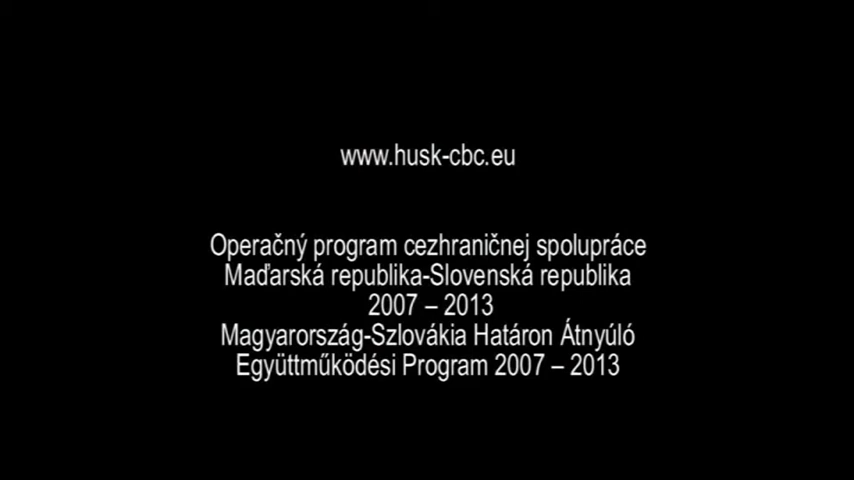 www.husk-cbc.eu
Operačný program cezhraničnej spolupráce
Maďarská republika-Slovenská republika
2007 – 2013
Magyarország-Szlovákia Határon Átnyúló
Együttműködési Program 2007 – 2013